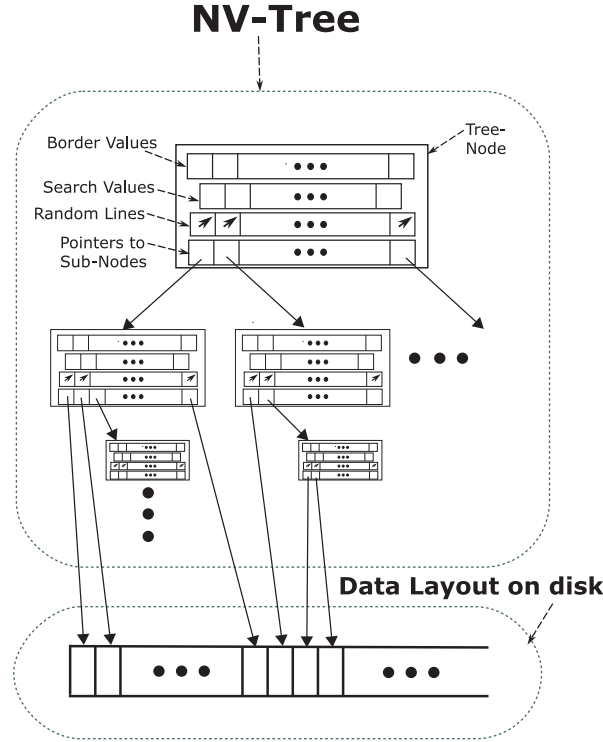 NV-Tree
Border Values
Tree-
Node
Search Values
Random Lines
Pointers to
Sub-Nodes
Data Layout on disk